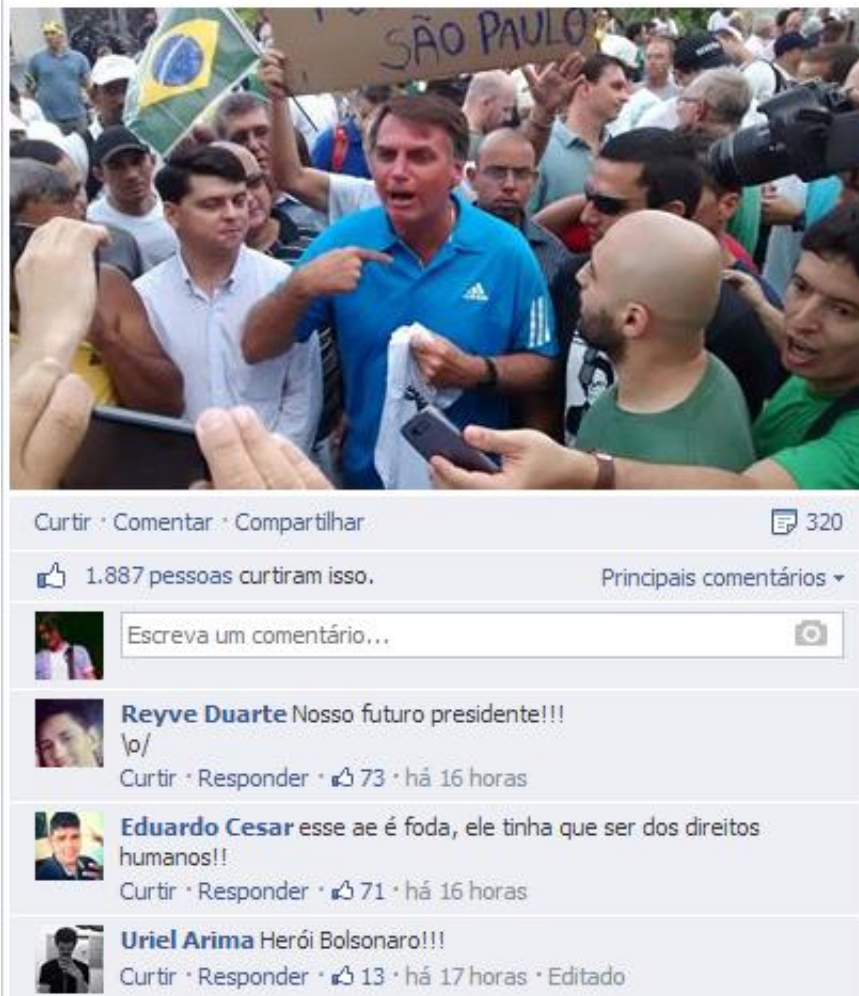 SÃO PAULO
adidas
Curtir · Comentar · Compartilhar
320
1.887 pessoas curtiram isso.
Principais comentários
Escreva um comentário...
Reyve Duarte Nosso futuro presidente!!!
\o/
Curtir · Responder · 73 · há 16 horas
Eduardo Cesar esse ae é foda, ele tinha que ser dos direitos
humanos!!
Curtir · Responder · 71 · há 16 horas
Uriel Arima Herói Bolsonaro!!!
Curtir · Responder · 13 · há 17 horas · Editado